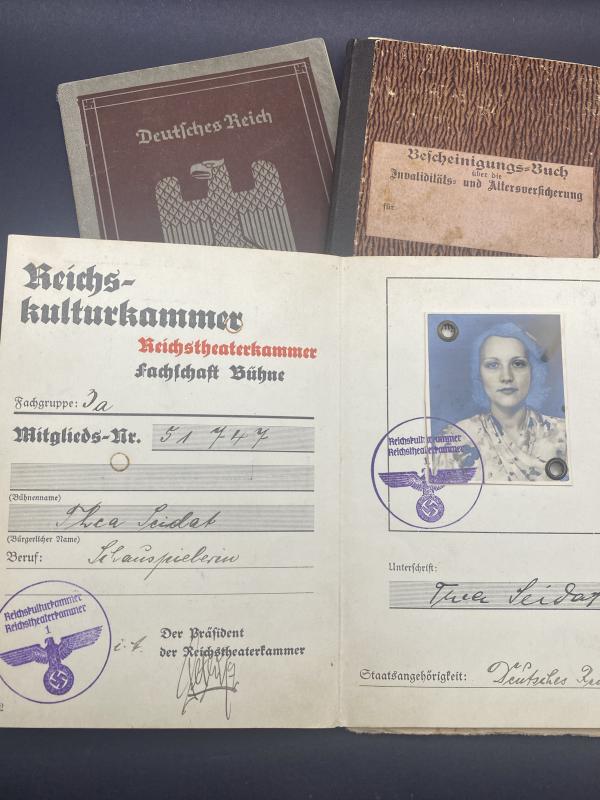 Deutsches Reich
Bescheinigungs-Buch
über die
Invaliditäts- und Altersversicherung
für
Reichs-
kulturkammer
Reichstheaterkammer
Fachschaft Bühne
Fachgruppe: 3a
Mitglieds-Nr. 51 747
(Bühnenname)
Thea Seidat
(Bürgerlicher Name)
Beruf: Schauspielerin
Reichskulturkammer
Reichstheaterkammer
1
Der Präsident
der Reichstheaterkammer
Reichskulturkammer
Reichstheaterkammer
1
Unterschrift:
Thea Seidat
Staatsangehörigkeit: Deutsches